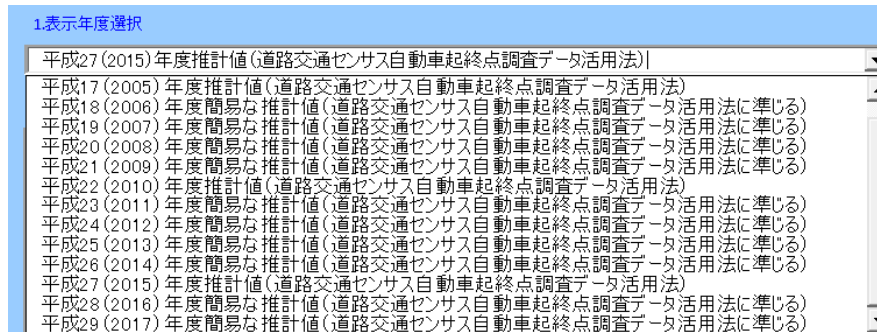 1.表示年度選択
平成27(2015)年度推計値(道路交通センサス自動車起終点調査データ活用法)
平成17(2005)年度推計値(道路交通センサス自動車起終点調査データ活用法)
平成18(2006)年度簡易な推計値(道路交通センサス自動車起終点調査データ活用法に準じる)
平成19(2007)年度簡易な推計値(道路交通センサス自動車起終点調査データ活用法に準じる)
平成20(2008)年度簡易な推計値(道路交通センサス自動車起終点調査データ活用法に準じる)
平成21(2009)年度簡易な推計値(道路交通センサス自動車起終点調査データ活用法に準じる)
平成22(2010)年度推計値(道路交通センサス自動車起終点調査データ活用法)
平成23(2011)年度簡易な推計値(道路交通センサス自動車起終点調査データ活用法に準じる)
平成24(2012)年度簡易な推計値(道路交通センサス自動車起終点調査データ活用法に準じる)
平成25(2013)年度簡易な推計値(道路交通センサス自動車起終点調査データ活用法に準じる)
平成26(2014)年度簡易な推計値(道路交通センサス自動車起終点調査データ活用法に準じる)
平成27(2015)年度推計値(道路交通センサス自動車起終点調査データ活用法)
平成28(2016)年度簡易な推計値(道路交通センサス自動車起終点調査データ活用法に準じる)
平成29(2017)年度簡易な推計値(道路交通センサス自動車起終点調査データ活用法に準じる)